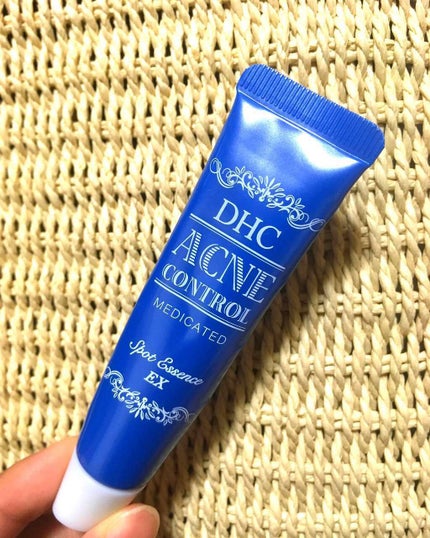 DHC
ACNE
CONTROL
MEDICATED
Spot Essence
EX